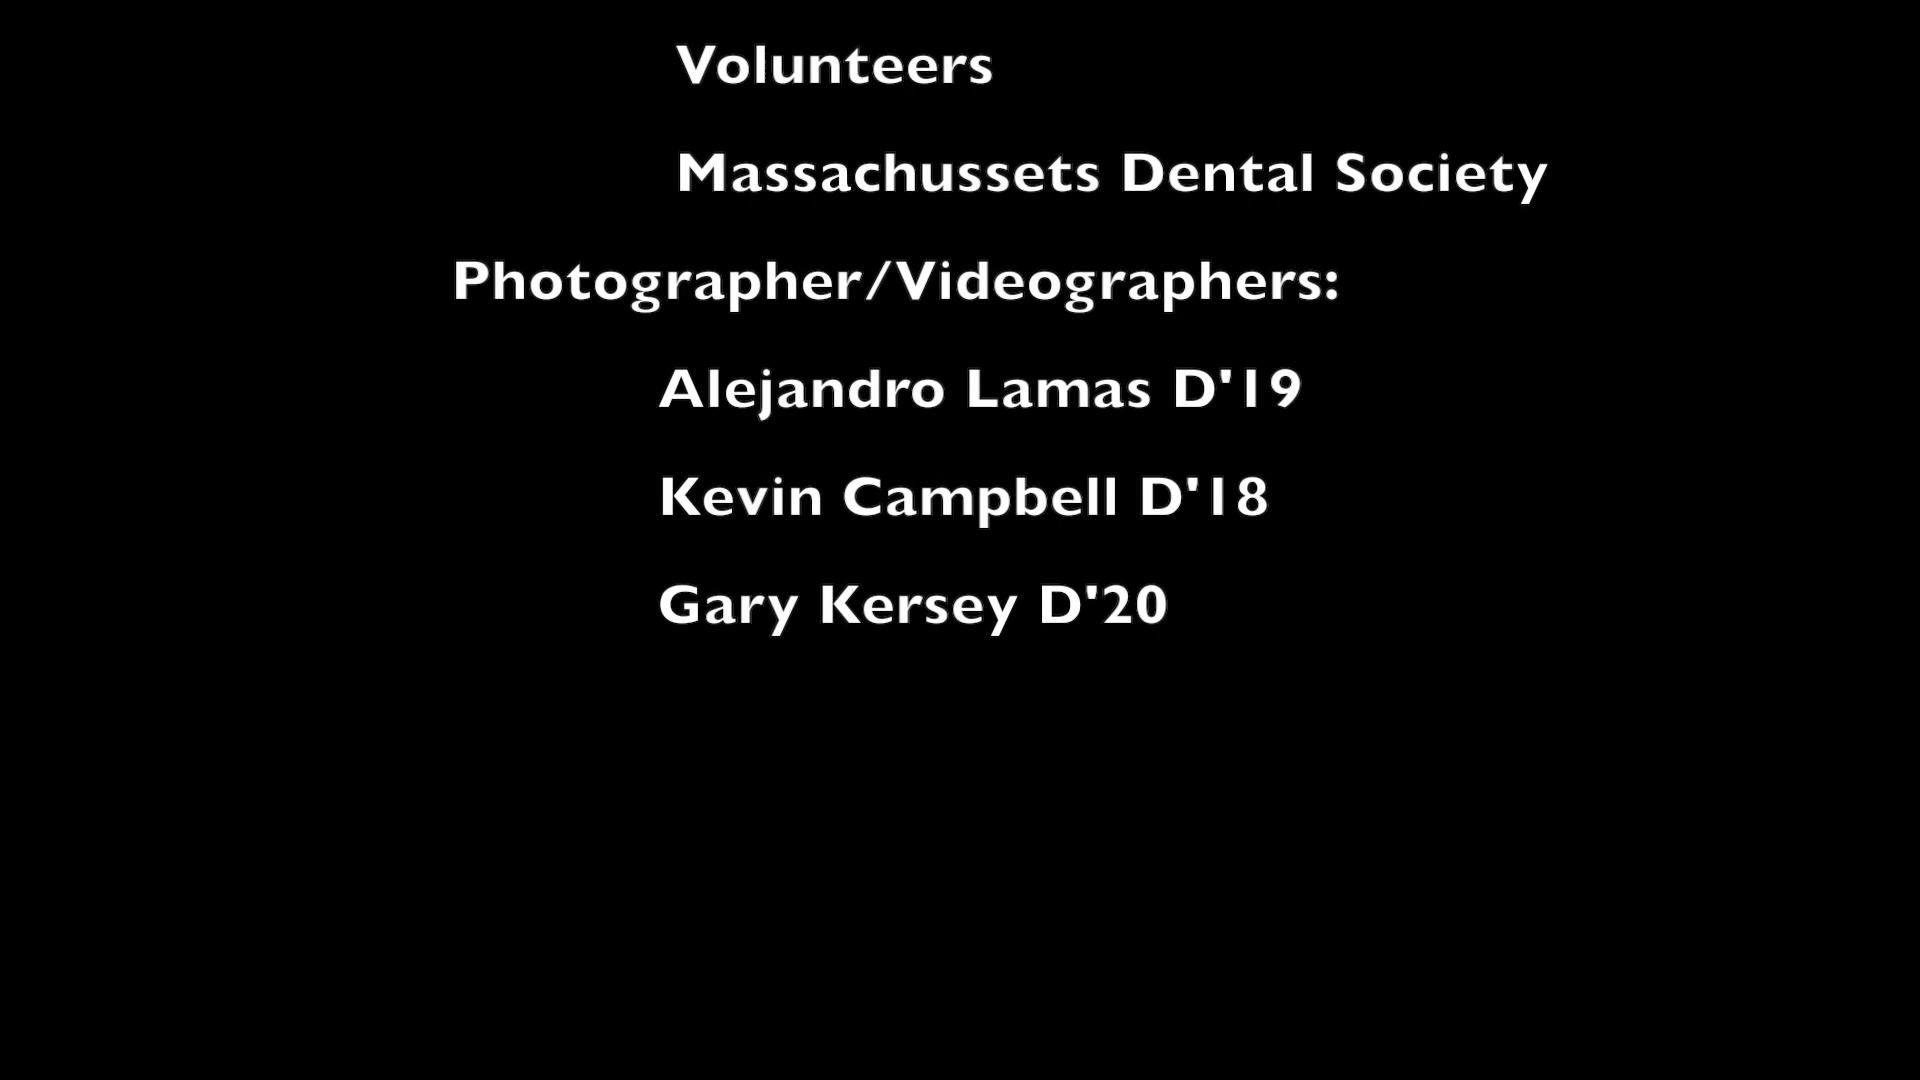 Volunteers
Massachussets Dental Society
Photographer/Videographers:
Alejandro Lamas D'19
Kevin Campbell D'18
Gary Kersey D'20